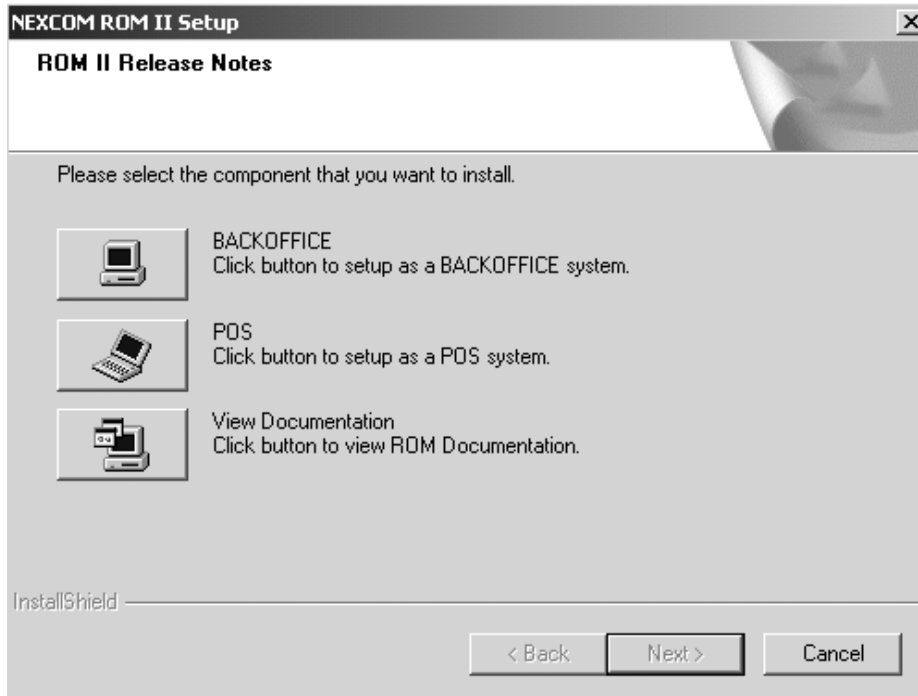 NEXCOM ROM II Setup
ROM II Release Notes
Please select the component that you want to install.
BACKOFFICE
Click button to setup as a BACKOFFICE system.
POS
Click button to setup as a POS system.
View Documentation
Click button to view ROM Documentation.
InstallShield
< Back Next > Cancel